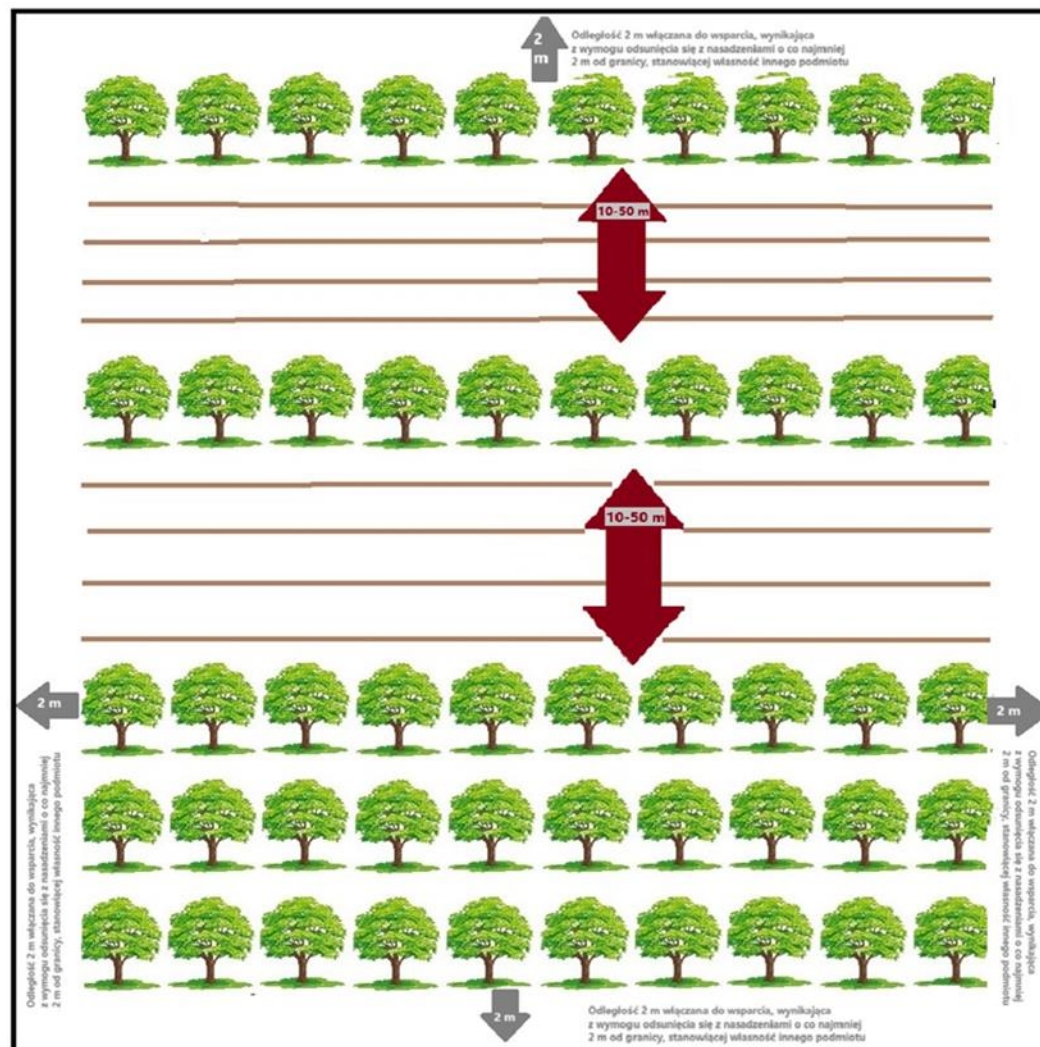 2
m
Odległość 2 m włączana do wsparcia, wynikająca
z wymogu odsunięcia się z nasadzeniami o co najmniej
2 m od granicy, stanowiącej własność innego podmiotu
10-50 m
10-50 m
2 m
2 m
Odległość 2 m włączana do wsparcia, wynikająca
z wymogu odsunięcia się z nasadzeniami o co najmniej
2 m od granicy, stanowiącej własność innego podmiotu
Odległość 2 m włączana do wsparcia, wynikająca
z wymogu odsunięcia się z nasadzeniami o co najmniej
2 m od granicy, stanowiącej własność innego podmiotu
2 m
Odległość 2 m włączana do wsparcia, wynikająca
z wymogu odsunięcia się z nasadzeniami o co najmniej
2 m od granicy, stanowiącej własność innego podmiotu